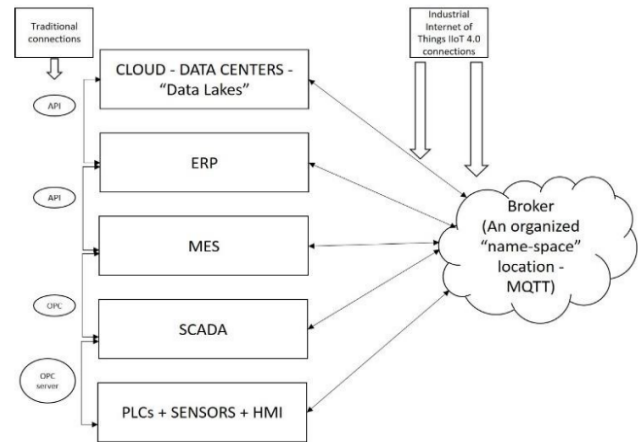 Traditional
connections
Industrial
Internet of
Things IIoT 4.0
connections
CLOUD - DATA CENTERS -
“Data Lakes”
API
ERP
API
MES
OPC
SCADA
OPC
server
PLCs + SENSORS + HMI
Broker
(An organized
“name-space”
location -
MQTT)